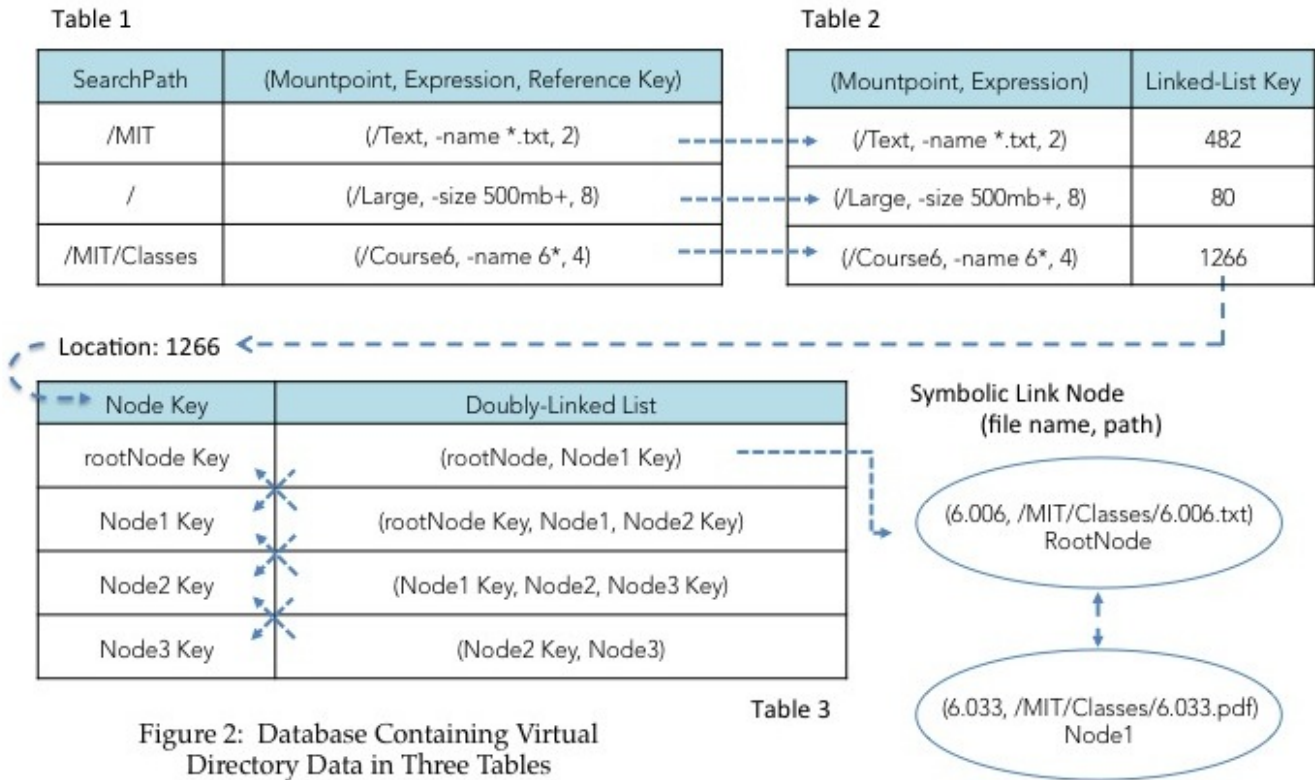 Table 1
SearchPath (Mountpoint, Expression, Reference Key)
/MIT (/Text, -name *.txt, 2)
/ (/Large, -size 500mb+, 8)
/MIT/Classes (/Course6, -name 6*, 4)
Table 2
(Mountpoint, Expression) Linked-List Key
(/Text, -name *.txt, 2) 482
(/Large, -size 500mb+, 8) 80
(/Course6, -name 6*, 4) 1266
Location: 1266
Node Key Doubly-Linked List
rootNode Key (rootNode, Node1 Key)
Node1 Key (rootNode Key, Node1, Node2 Key)
Node2 Key (Node1 Key, Node2, Node3 Key)
Node3 Key (Node2 Key, Node3)
Table 3
Symbolic Link Node
(file name, path)
(6.006, /MIT/Classes/6.006.txt)
RootNode
(6.033, /MIT/Classes/6.033.pdf)
Node1
Figure 2: Database Containing Virtual
Directory Data in Three Tables